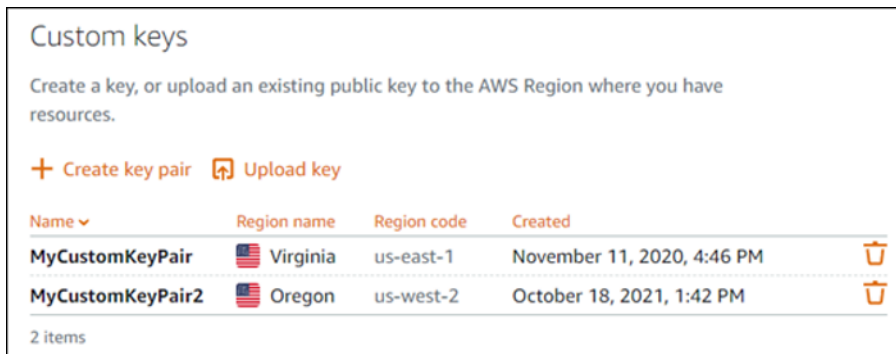 Custom keys
Create a key, or upload an existing public key to the AWS Region where you have
resources.
Create key pair Upload key
Name Region name Region code Created
MyCustomKeyPair Virginia us-east-1 November 11, 2020, 4:46 PM
MyCustomKeyPair2 Oregon us-west-2 October 18, 2021, 1:42 PM
2 items